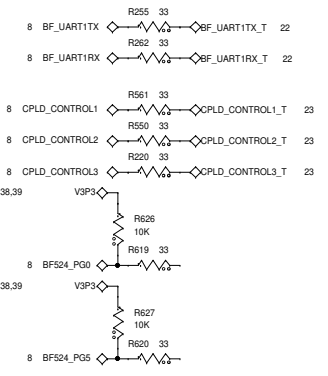 R255 33
8 BF_UART1TX BF_UART1TX_T 22
R262 33
8 BF_UART1RX BF_UART1RX_T 22
R561 33
8 CPLD_CONTROL1 CPLD_CONTROL1_T 23
R550 33
8 CPLD_CONTROL2 CPLD_CONTROL2_T 23
R220 33
8 CPLD_CONTROL3 CPLD_CONTROL3_T 23
38,39 V3P3
R626
10K
R619 33
8 BF524_PG0
38,39 V3P3
R627
10K
R620 33
8 BF524_PG5